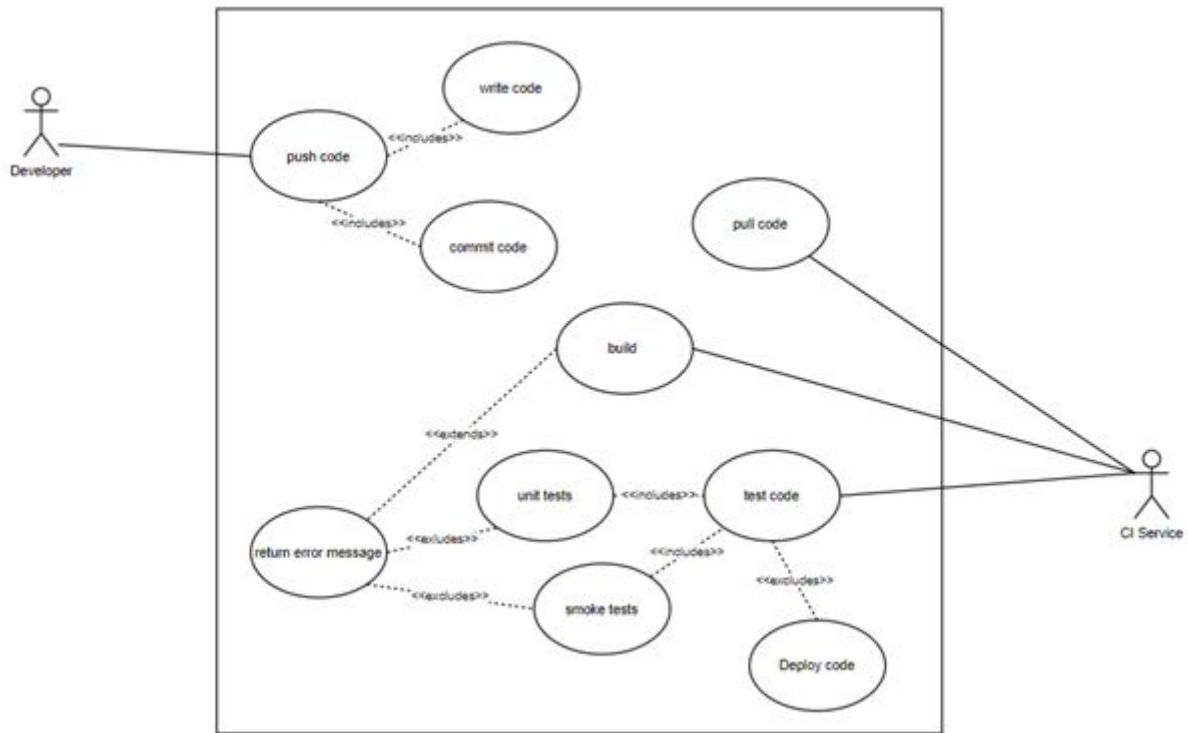 write code
<<includes>>
push code
Developer
<<includes>>
commit code
pull code
build
<<extends>>
unit tests
<<includes>>
test code
return error message
<<exludes>>
CI Service
<<includes>>
<<excludes>>
<<excludes>>
smoke tests
Deploy code